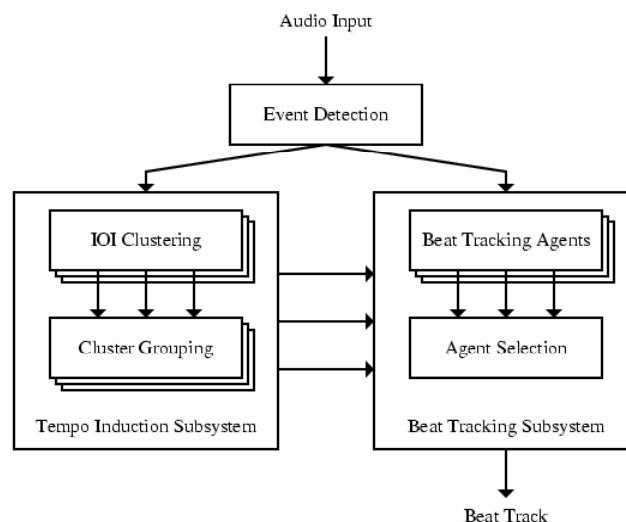 Audio Input
Event Detection
IOI Clustering
Cluster Grouping
Tempo Induction Subsystem
Beat Tracking Agents
Agent Selection
Beat Tracking Subsystem
Beat Track